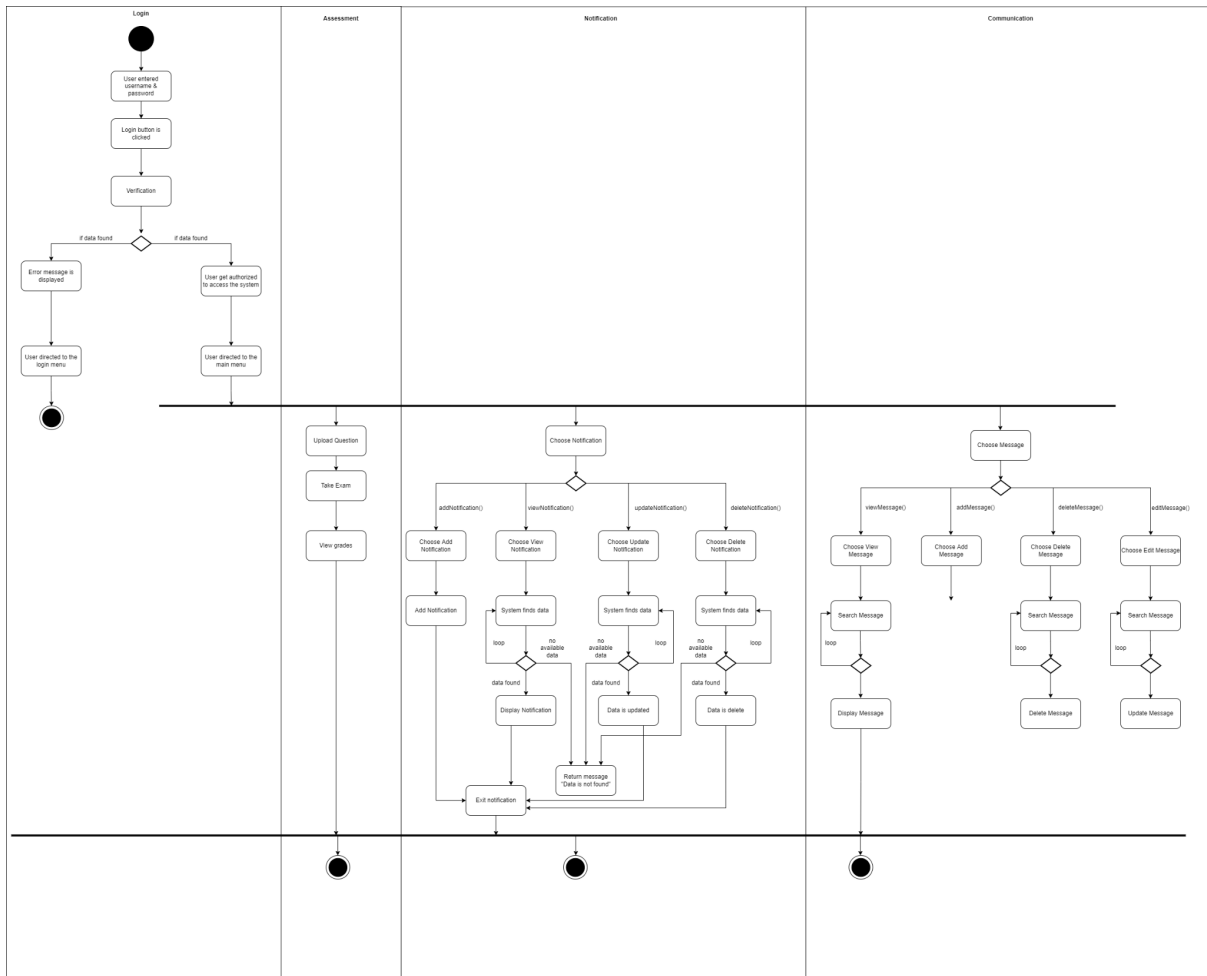 Login
Assessment
Notification
Communication
User entered
username &
password
Login button is
clicked
Verification
if data found
if data found
Error message is
displayed
User get authorized
to access the system
User directed to the
login menu
User directed to the
main menu
Upload Question
Take Exam
View grades
Choose Notification
addNotification()
viewNotification()
updateNotification()
deleteNotification()
Choose Add
Notification
Choose View
Notification
Choose Update
Notification
Choose Delete
Notification
Add Notification
System finds data
System finds data
System finds data
loop
no
available
data
no
available
data
loop
no
available
data
loop
data found
data found
data found
Display Notification
Data is updated
Data is delete
Return message
"Data is not found"
Exit notification
Choose Message
viewMessage()
addMessage()
deleteMessage()
editMessage()
Choose View
Message
Choose Add
Message
Choose Delete
Message
Choose Edit Message
Search Message
Search Message
Search Message
loop
loop
loop
Display Message
Delete Message
Update Message